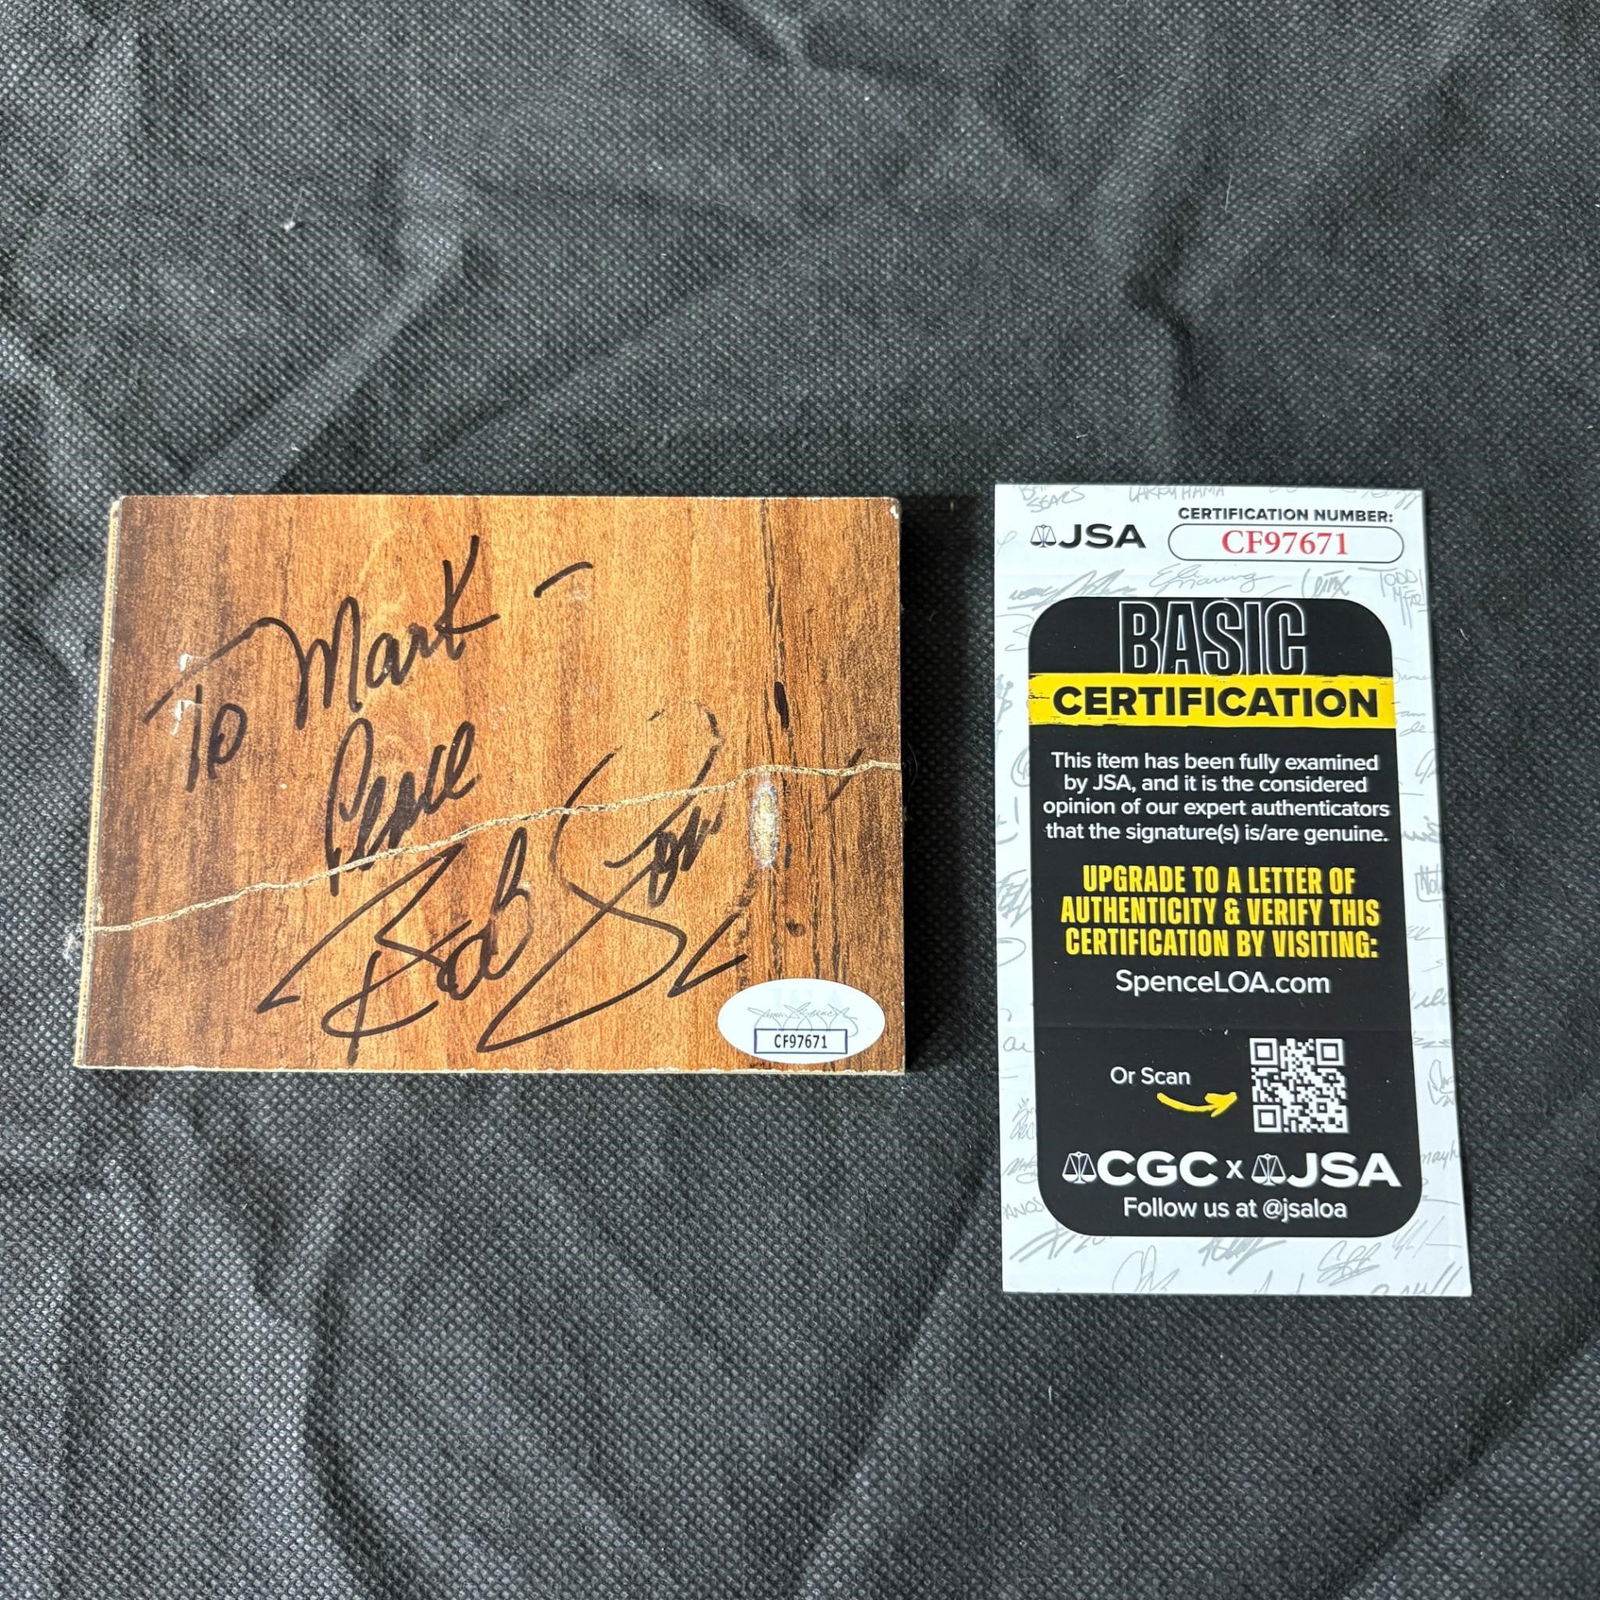 To Mark –
Peace
Bob
CF97671
JSA
CERTIFICATION NUMBER:
CF97671
BASIC
CERTIFICATION
This item has been fully examined
by JSA, and it is the considered
opinion of our expert authenticators
that the signature(s) is/are genuine.
UPGRADE TO A LETTER OF
AUTHENTICITY & VERIFY THIS
CERTIFICATION BY VISITING:
SpenceLOA.com
Or Scan
CGC x JSA
Follow us at @jsaloa